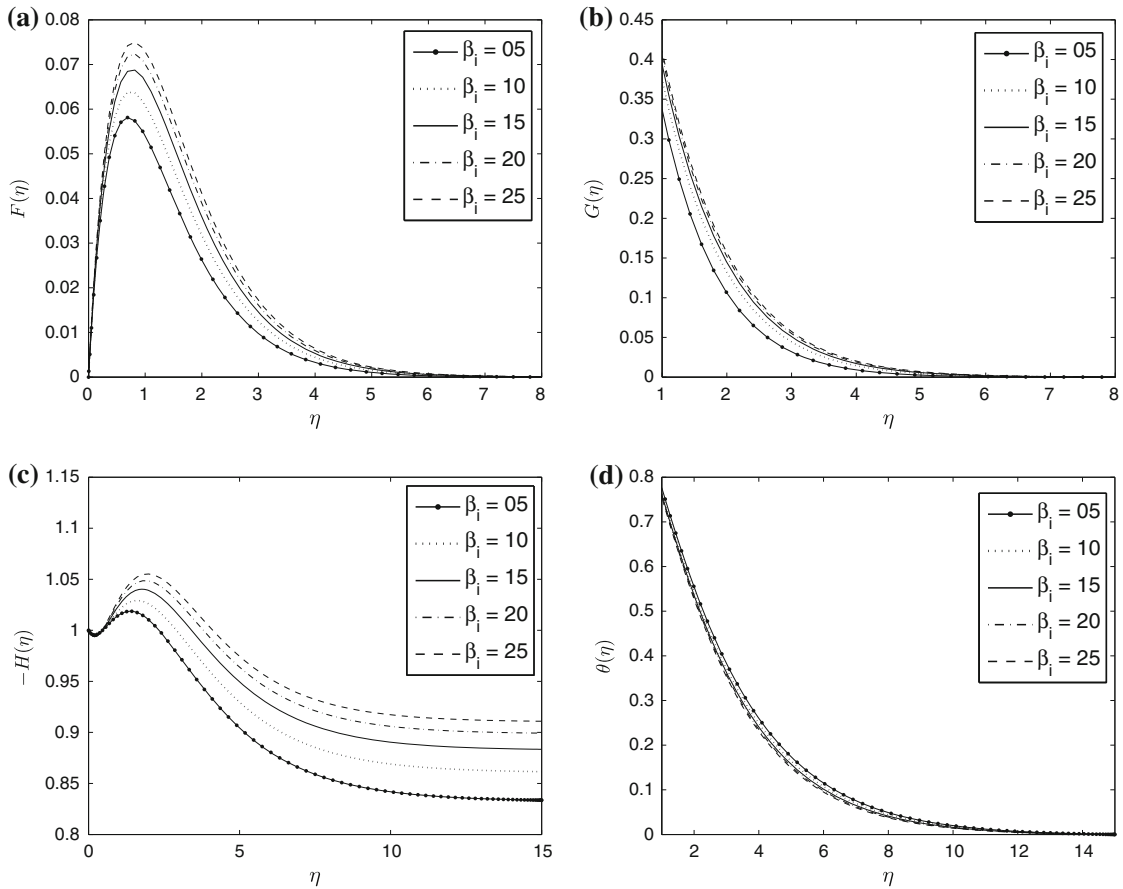 (a)
0.08
0.07
0.06
0.05
0.04
0.03
0.02
0.01
0
F(η)
0 1 2 3 4 5 6 7 8
η
β_i = 05
β_i = 10
β_i = 15
β_i = 20
β_i = 25
(b)
0.45
0.4
0.35
0.3
0.25
0.2
0.15
0.1
0.05
0
G(η)
1 2 3 4 5 6 7 8
η
β_i = 05
β_i = 10
β_i = 15
β_i = 20
β_i = 25
(c)
1.15
1.1
1.05
1
0.95
0.9
0.85
0.8
−H(η)
0 5 10 15
η
β_i = 05
β_i = 10
β_i = 15
β_i = 20
β_i = 25
(d)
0.8
0.7
0.6
0.5
0.4
0.3
0.2
0.1
0
θ(η)
2 4 6 8 10 12 14
η
β_i = 05
β_i = 10
β_i = 15
β_i = 20
β_i = 25